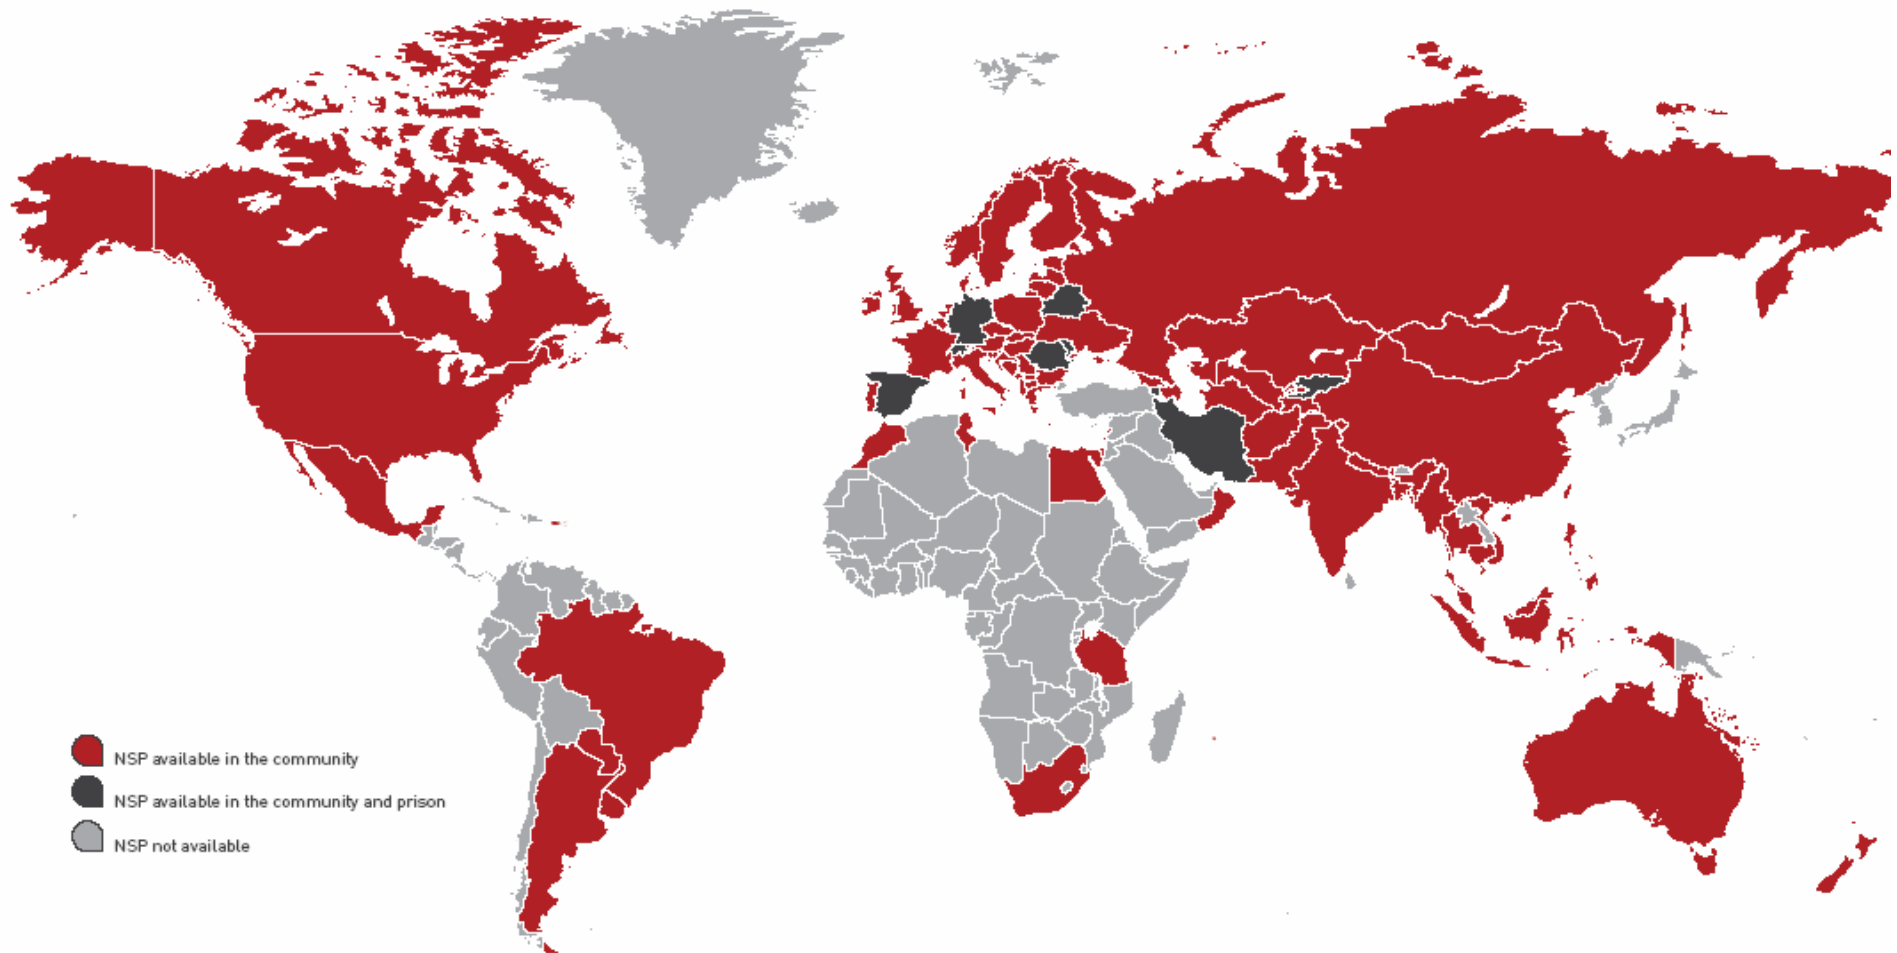 NSP available in the community
NSP available in the community and prison
NSP not available